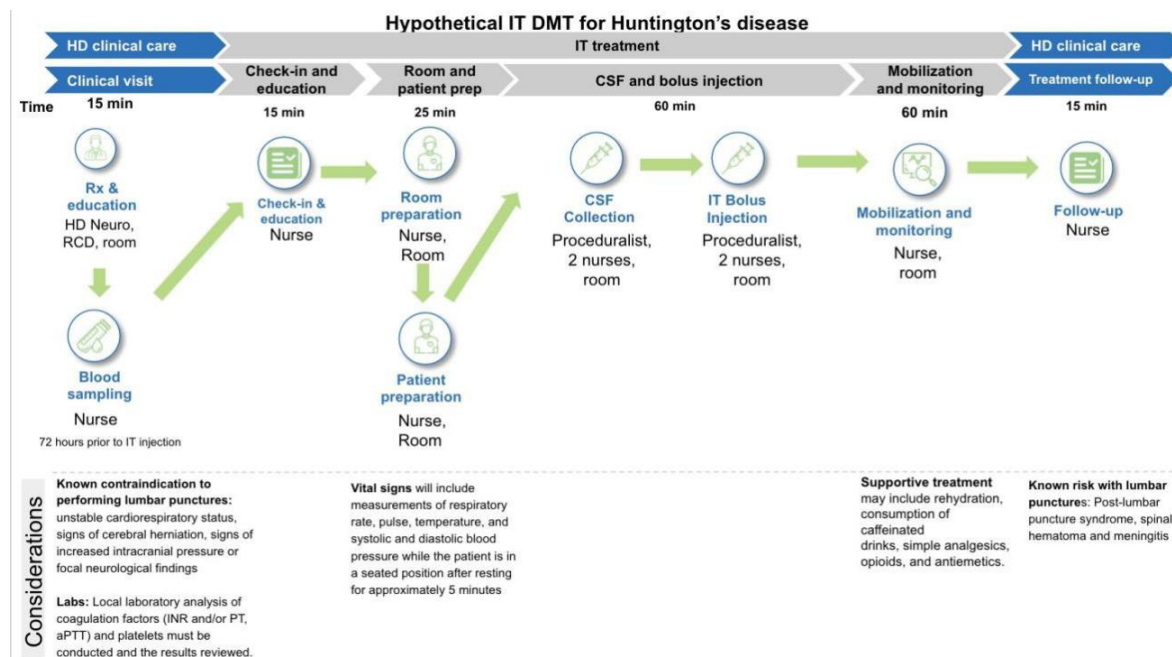 Hypothetical IT DMT for Huntington's disease
HD clinical care
IT treatment
HD clinical care
Clinical visit
Check-in and
education
Room and
patient prep
CSF and bolus injection
Mobilization
and monitoring
Treatment follow-up
Time
15 min
15 min
25 min
60 min
60 min
15 min
Rx &
education
HD Neuro,
RCD, room
Blood
sampling
Nurse
72 hours prior to IT injection
Check-in &
education
Nurse
Room
preparation
Nurse,
Room
Patient
preparation
Nurse,
Room
CSF
Collection
Proceduralist,
2 nurses,
room
IT Bolus
Injection
Proceduralist,
2 nurses,
room
Mobilization and
monitoring
Nurse,
room
Follow-up
Nurse
Considerations
Known contraindication to
performing lumbar punctures:
unstable cardiorespiratory status,
signs of cerebral herniation, signs of
increased intracranial pressure or
focal neurological findings
Labs: Local laboratory analysis of
coagulation factors (INR and/or PT,
aPTT) and platelets must be
conducted and the results reviewed.
Vital signs will include
measurements of respiratory
rate, pulse, temperature, and
systolic and diastolic blood
pressure while the patient is in
a seated position after resting
for approximately 5 minutes
Supportive treatment
may include rehydration,
consumption of
caffeinated
drinks, simple analgesics,
opioids, and antiemetics.
Known risk with lumbar
punctures: Post-lumbar
puncture syndrome, spinal
hematoma and meningitis